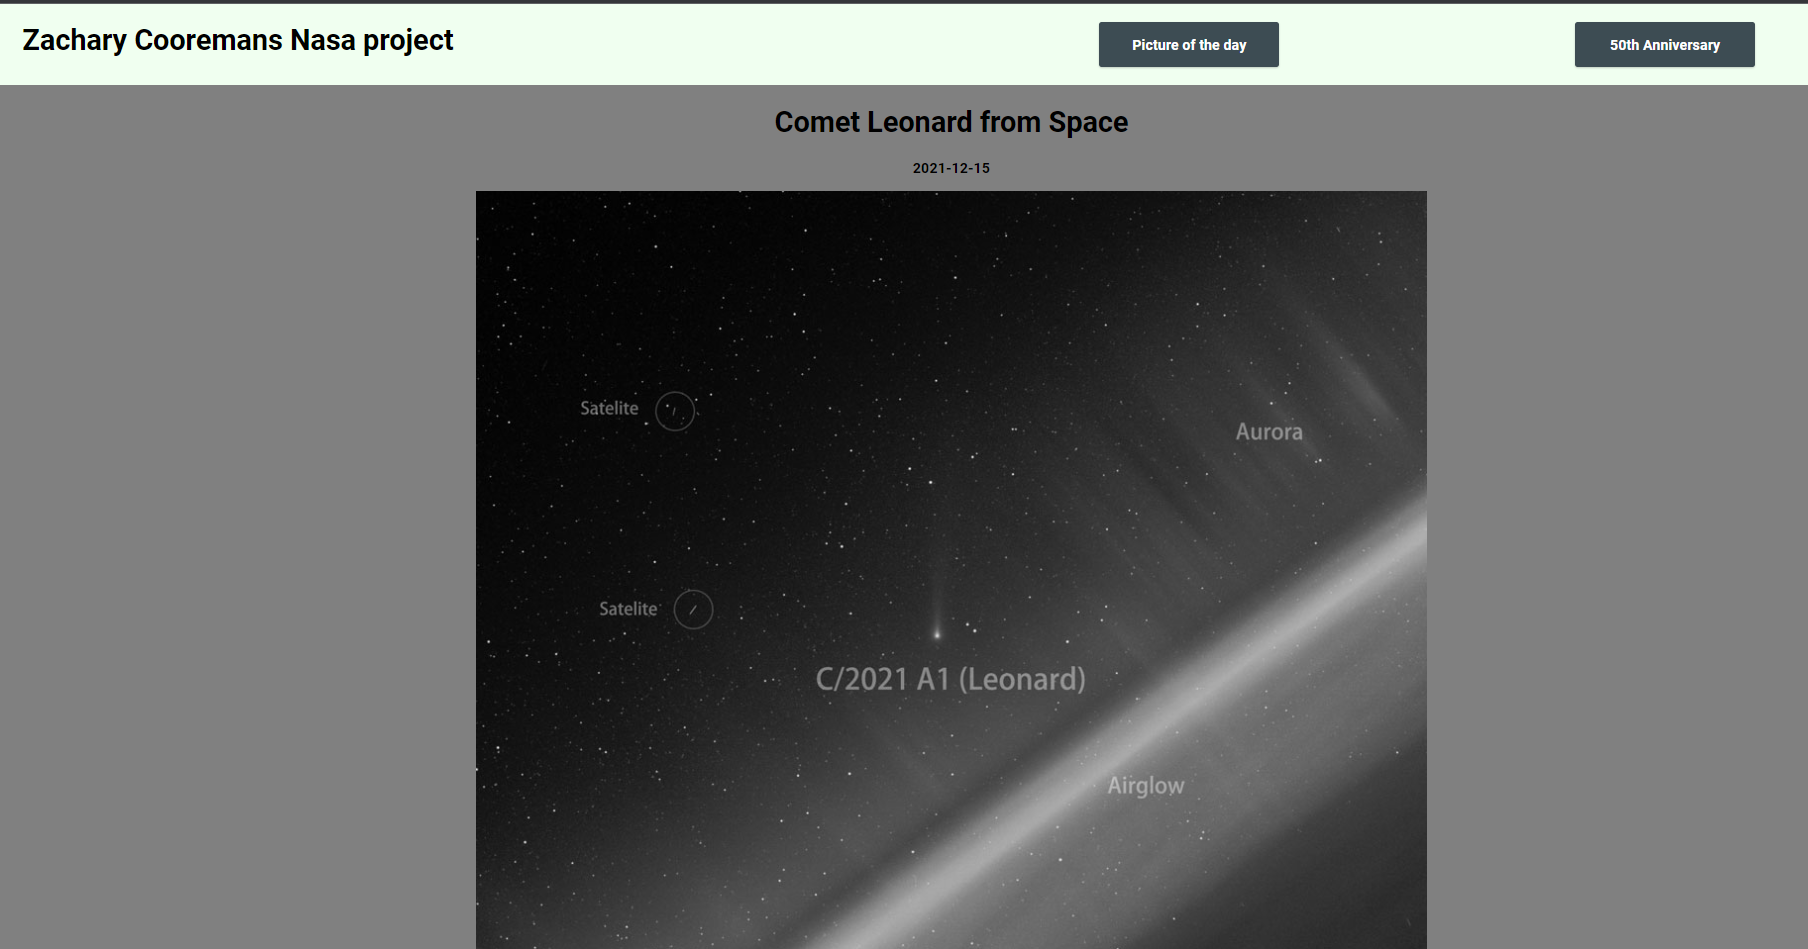 Zachary Cooremans Nasa project
Picture of the day
50th Anniversary
Comet Leonard from Space
2021-12-15
Satelite
Aurora
Satelite
C/2021 A1 (Leonard)
Airglow